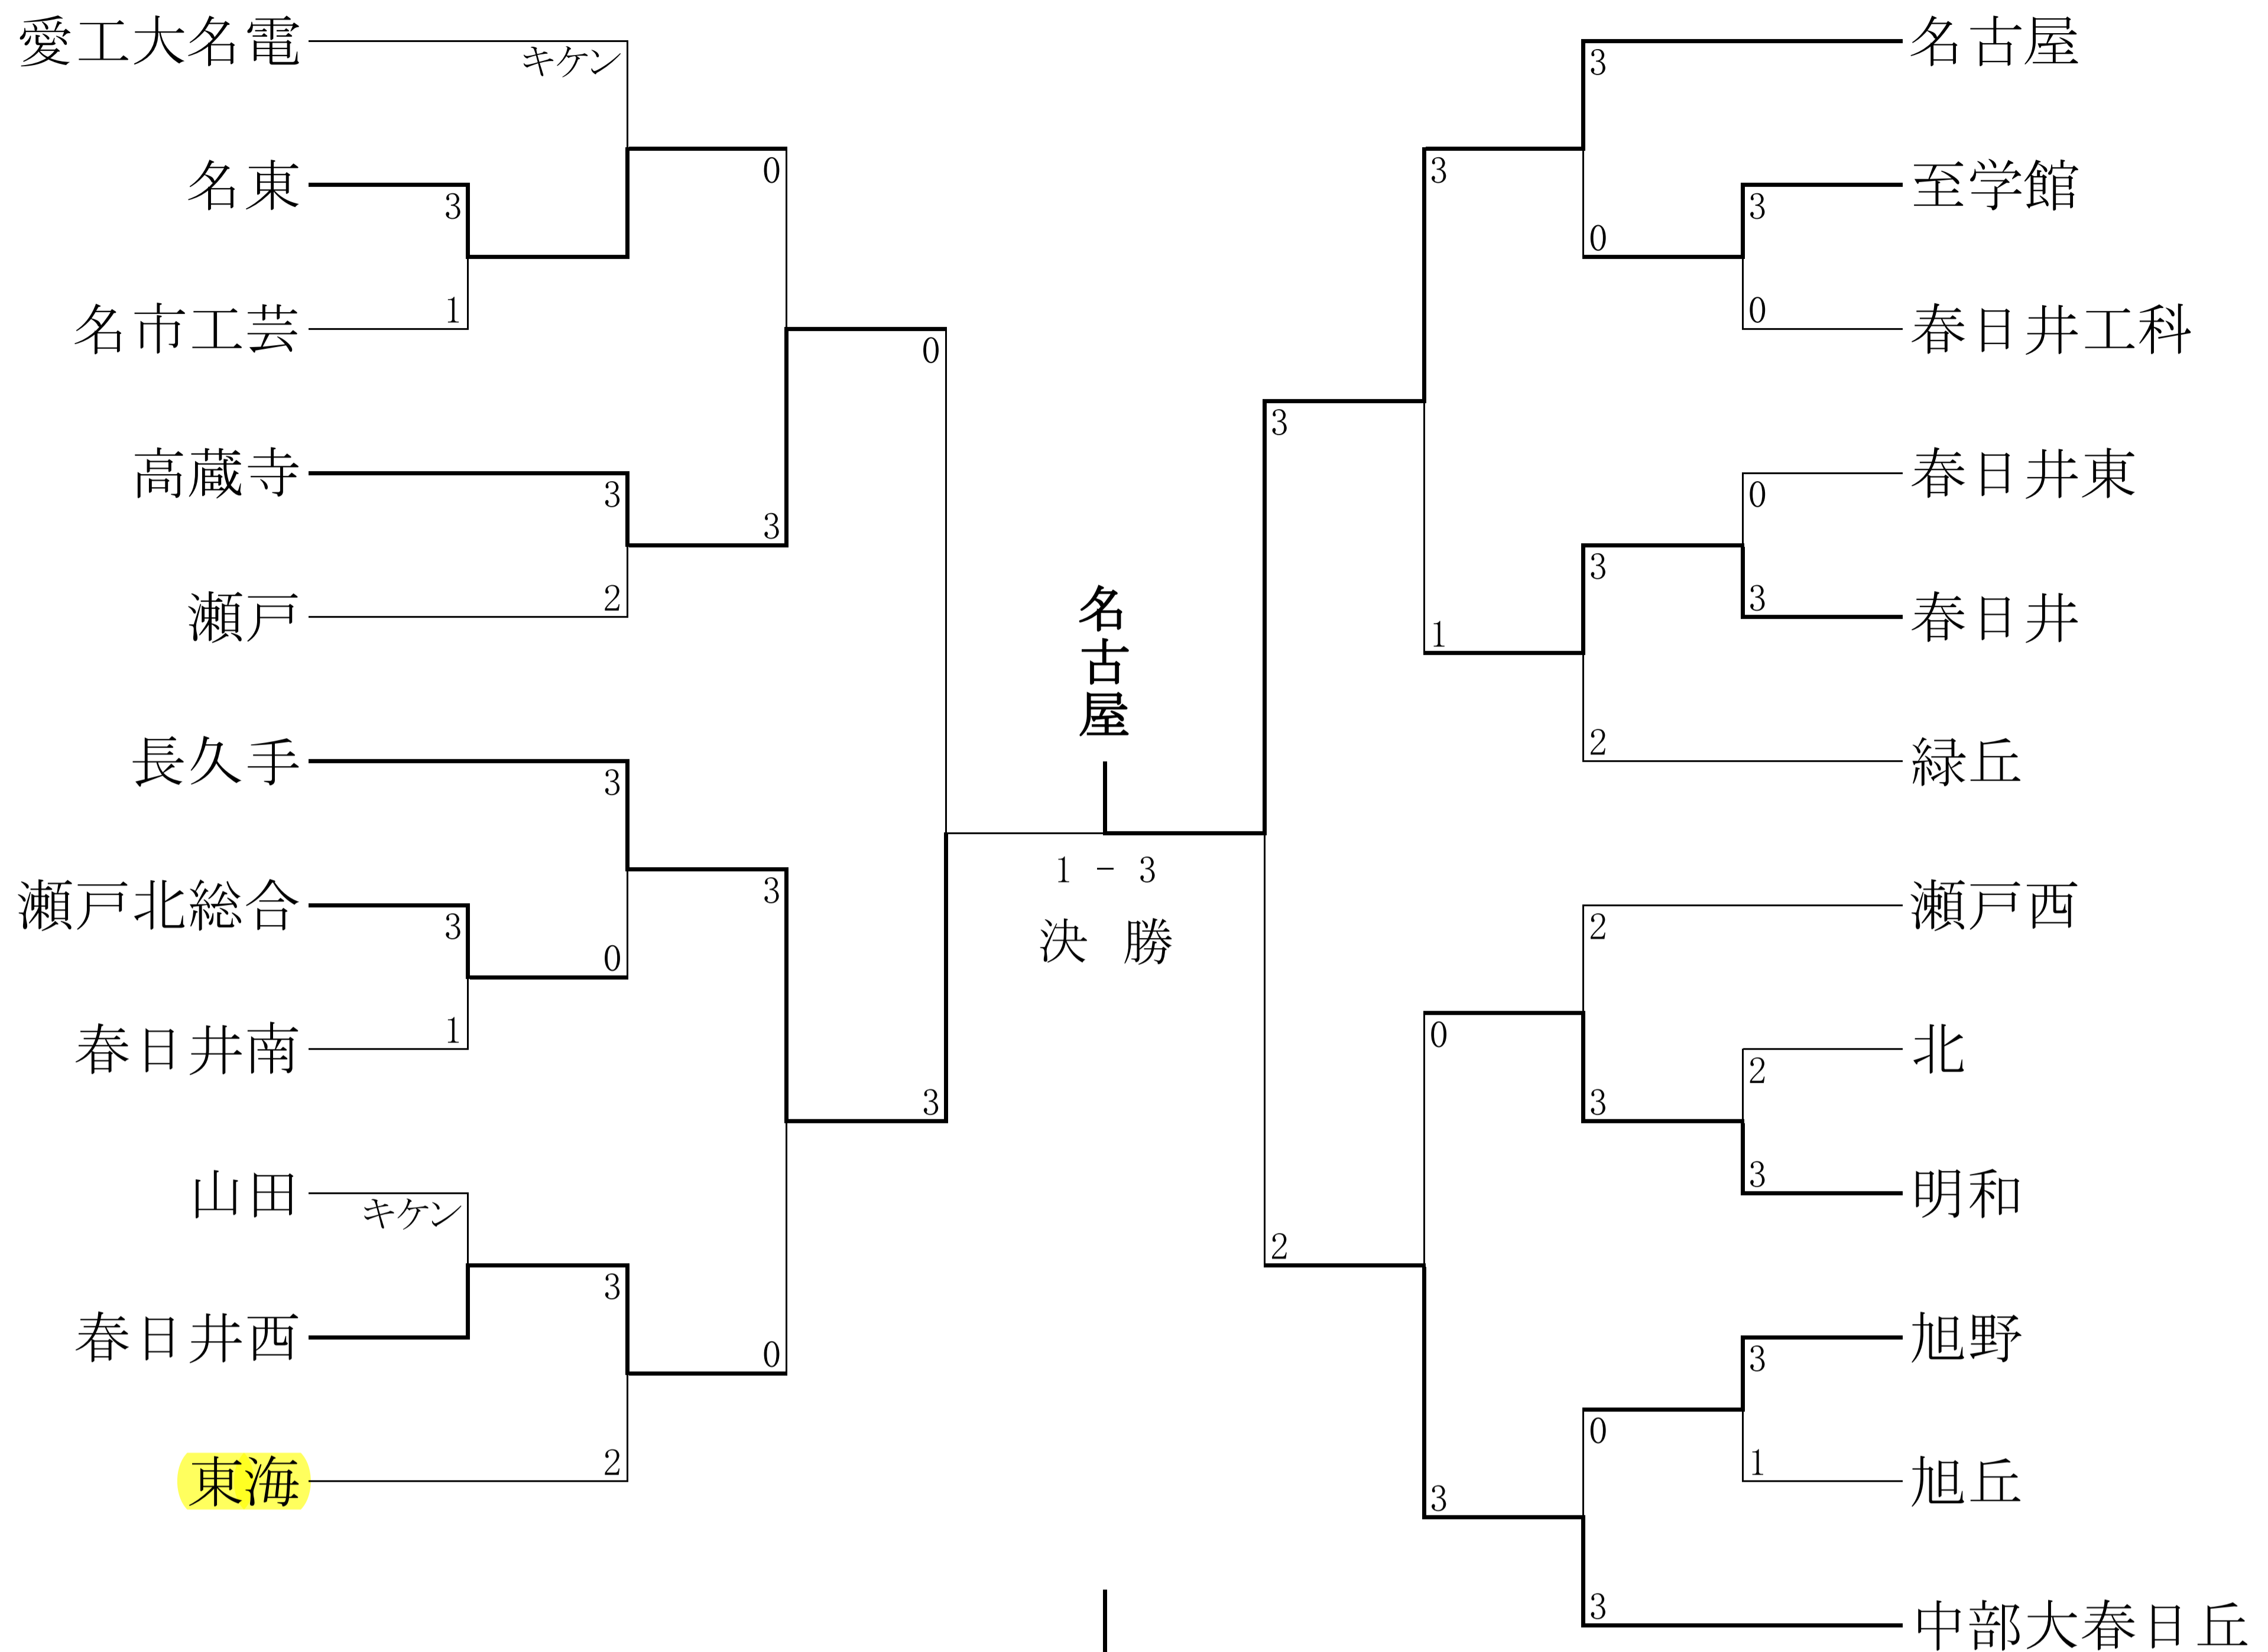 愛工大名電
キケン
名東
3
1
名市工芸
0
高蔵寺
3
2
瀬戸
3
0
長久手
3
瀬戸北総合
3
0
春日井南
1
3
山田
キケン
春日井西
3
0
東海
2
3
名古屋
1 - 3
決 勝
名古屋
3
至学館
3
0
春日井工科
0
3
春日井東
0
春日井
3
3
緑丘
2
1
3
瀬戸西
2
北
2
明和
3
3
0
旭野
3
旭丘
1
0
中部大春日丘
3
3
2